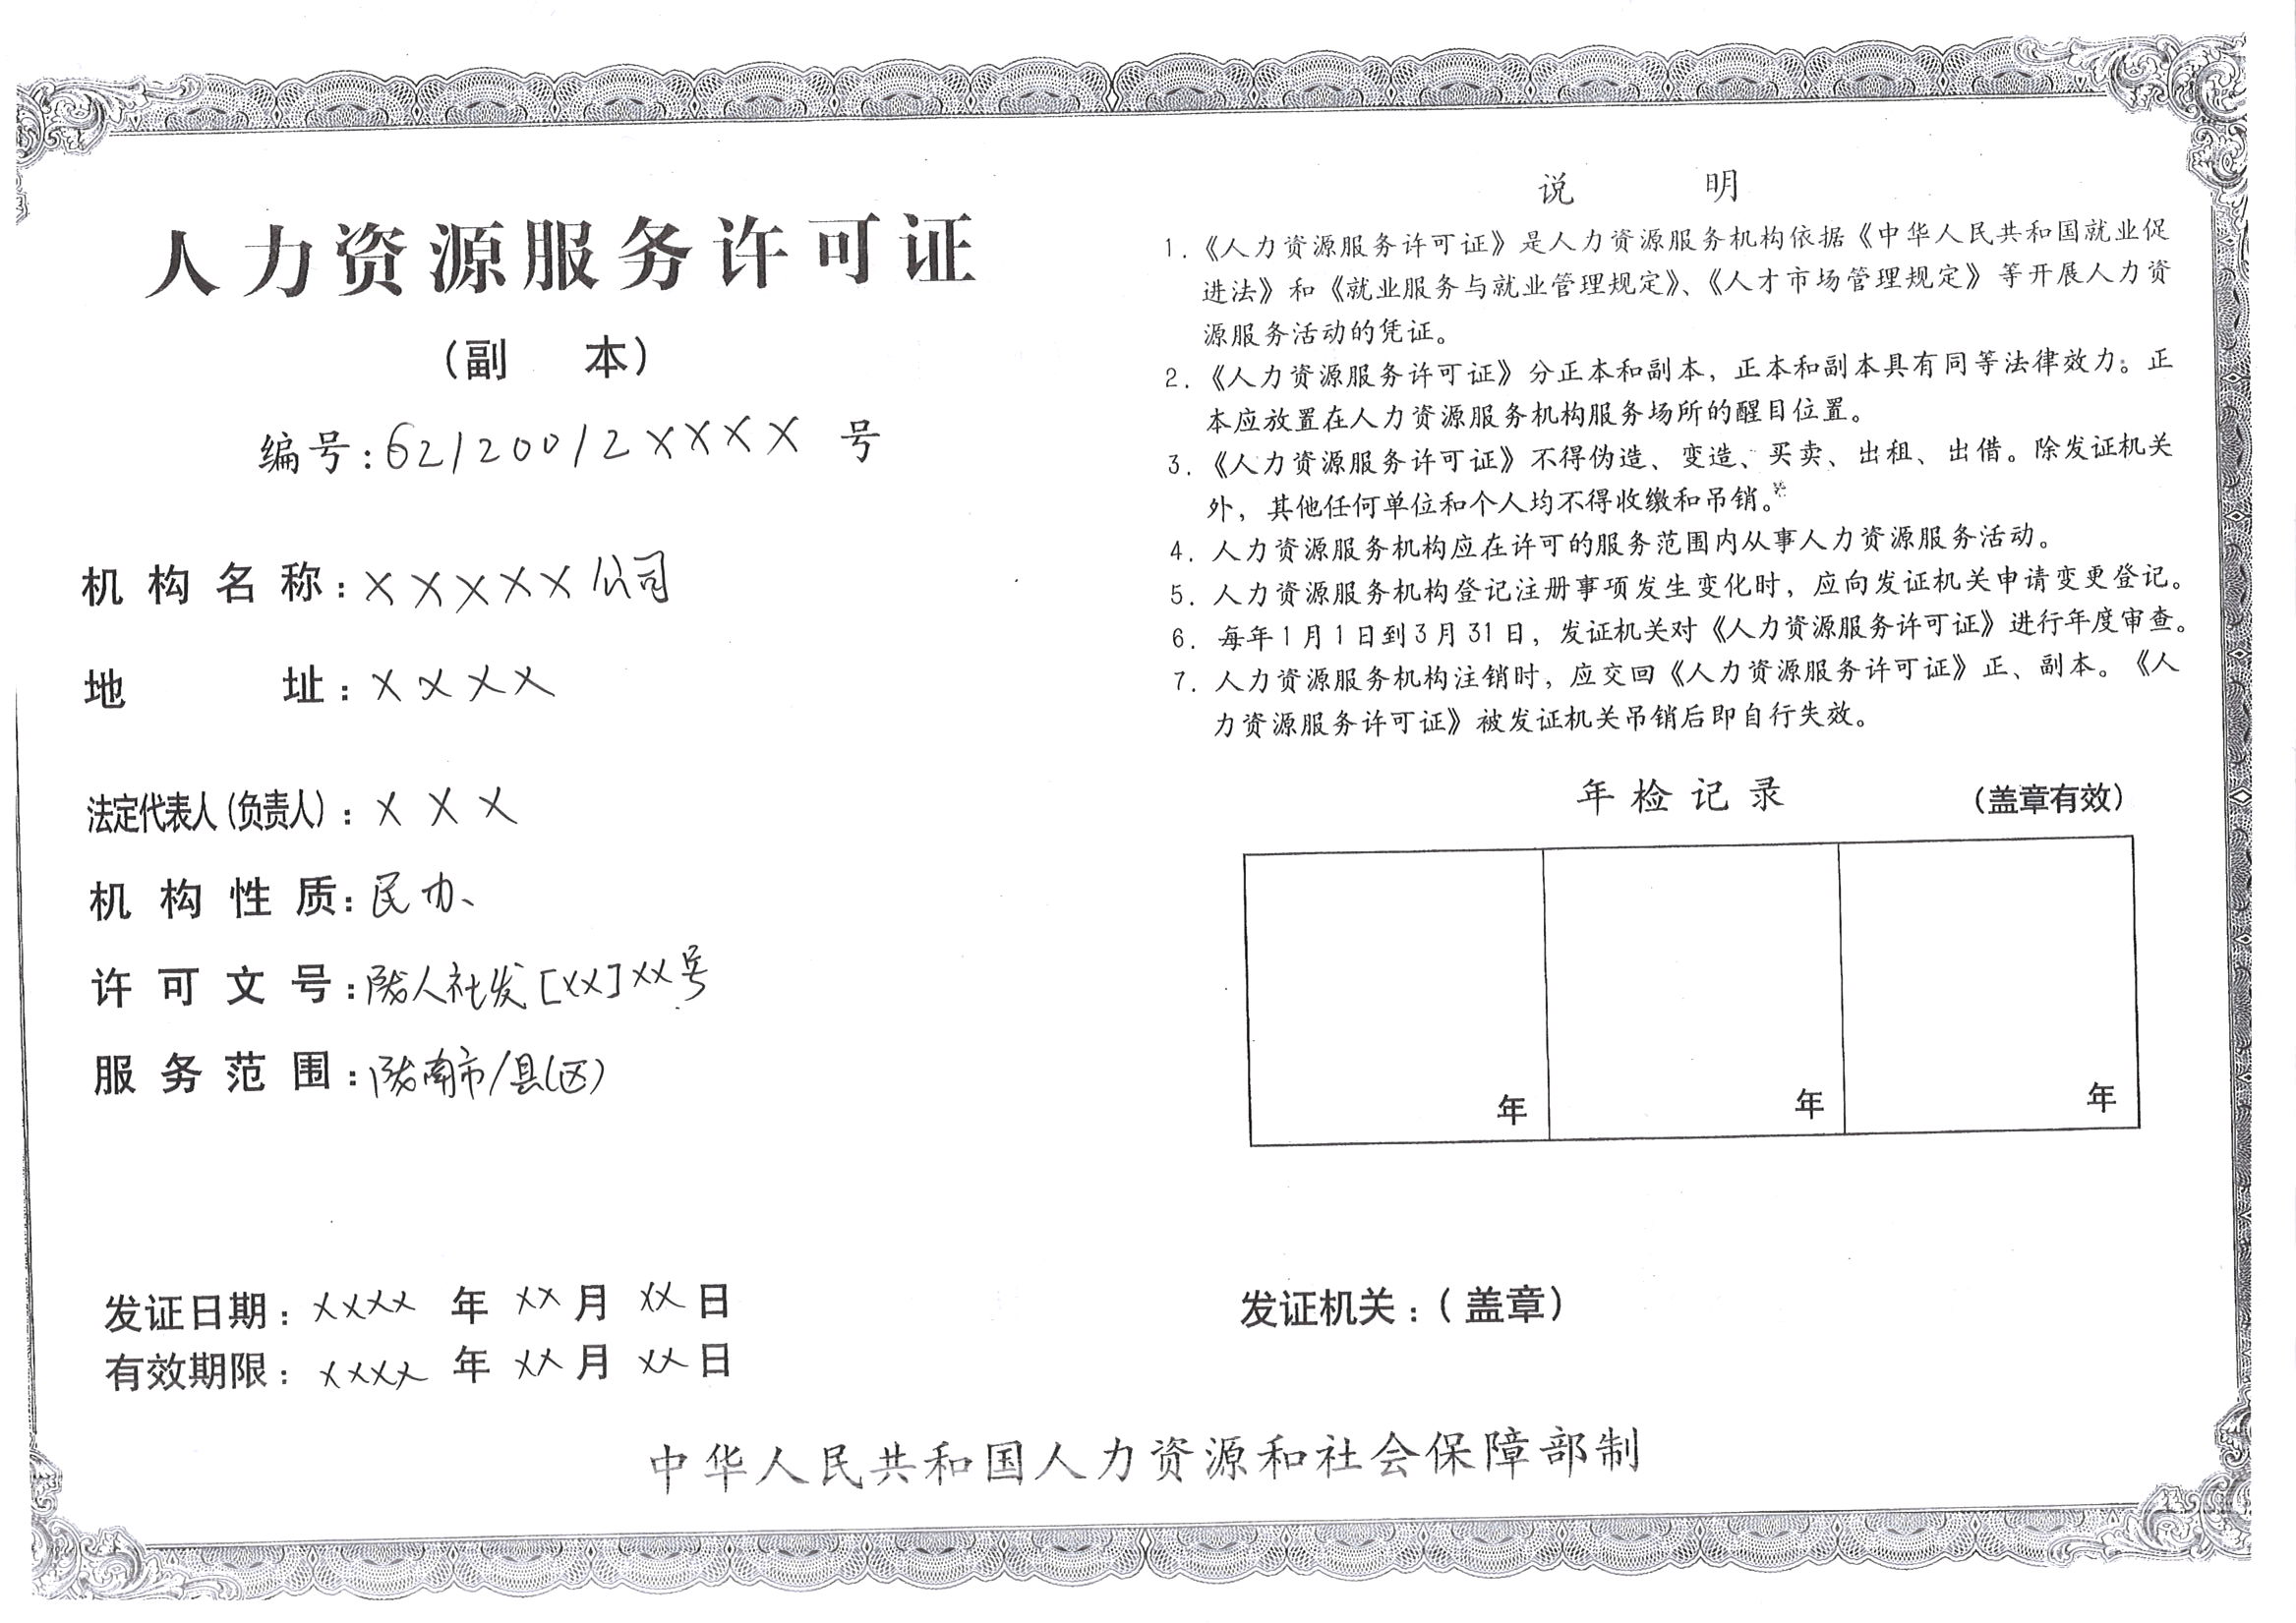 人力资源服务许可证
（副 本）
编号：62120012XXXX 号
机构名称：XXXXX公司
地 址：XXXX
法定代表人（负责人）：XXX
机构性质：民办
许可文号：陇人社发[XX]XX号
服务范围：陇南市/县（区）
发证日期：XXXX 年 XX 月 XX 日
有效期限：XXXX 年 XX 月 XX 日
说 明
1.《人力资源服务许可证》是人力资源服务机构依据《中华人民共和国就业促
进法》和《就业服务与就业管理规定》、《人才市场管理规定》等开展人力资
源服务活动的凭证。
2.《人力资源服务许可证》分正本和副本，正本和副本具有同等法律效力。正
本应放置在人力资源服务机构服务场所的醒目位置。
3.《人力资源服务许可证》不得伪造、变造、买卖、出租、出借。除发证机关
外，其他任何单位和个人均不得收缴和吊销。
4.人力资源服务机构应在许可的服务范围内从事人力资源服务活动。
5.人力资源服务机构登记注册事项发生变化时，应向发证机关申请变更登记。
6.每年1月1日到3月31日，发证机关对《人力资源服务许可证》进行年度审查。
7.人力资源服务机构注销时，应交回《人力资源服务许可证》正、副本。《人
力资源服务许可证》被发证机关吊销后即自行失效。
年检记录 （盖章有效）
年 年 年
发证机关：（盖章）
中华人民共和国人力资源和社会保障部制